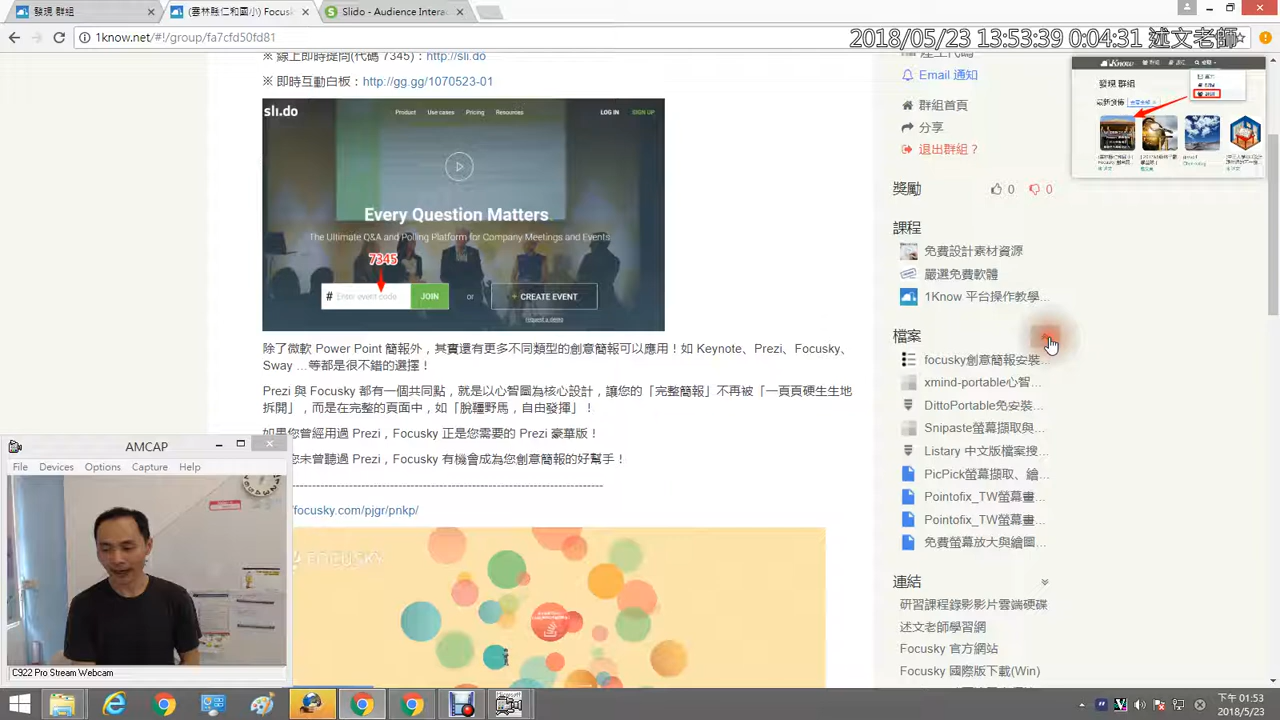 發現 群組
(雲林縣仁和國小) Focus
Slido - Audience Intera
1know.net/#!/group/fa7cfd50fd81
2018/05/23 13:53:39 0:04:31 述文老師
http://sli.do
※ 即時互動白板：http://gg.gg/1070523-01
sli.do
Product
Use cases
Pricing
Resources
LOG IN
SIGN UP
Every Question Matters
The Ultimate Q&A and Polling Platform for Company Meetings and Events
7345
# Enter event code
JOIN
or
+ CREATE EVENT
request a demo
除了微軟 Power Point 簡報外，其實還有更多不同類型的創意簡報可以應用！如 Keynote、Prezi、Focusky、
Sway …等都是很不錯的選擇！
Prezi 與 Focusky 都有一個共同點，就是以心智圖為核心設計，讓您的「完整簡報」不再被「一頁頁硬生生地
拆開」，而是在完整的頁面中，如「脫韁野馬，自由發揮」！
如果您曾經用過 Prezi，Focusky 正是您需要的 Prezi 豪華版！
您未曾聽過 Prezi，Focusky 有機會成為您創意簡報的好幫手！
/focusky.com/pjgr/pnkp/
FOCUSKY
Email 通知
群組首頁
分享
退出群組？
獎勵
0
0
課程
免費設計素材資源
嚴選免費軟體
1Know 平台操作教學...
檔案
focusky創意簡報安裝...
xmind-portable心智...
DittoPortable免安裝...
Snipaste螢幕擷取與...
Listary 中文版檔案搜...
PicPick螢幕擷取、繪...
Pointofix_TW螢幕畫...
Pointofix_TW螢幕畫...
免費螢幕放大與繪圖...
連結
研習課程錄影影片雲端硬碟
述文老師學習網
Focusky 官方網站
Focusky 國際版下載(Win)
1Know
發現 群組
AMCAP
File
Devices
Options
Capture
Help
C922 Pro Stream Webcam
下午 01:53
2018/5/23